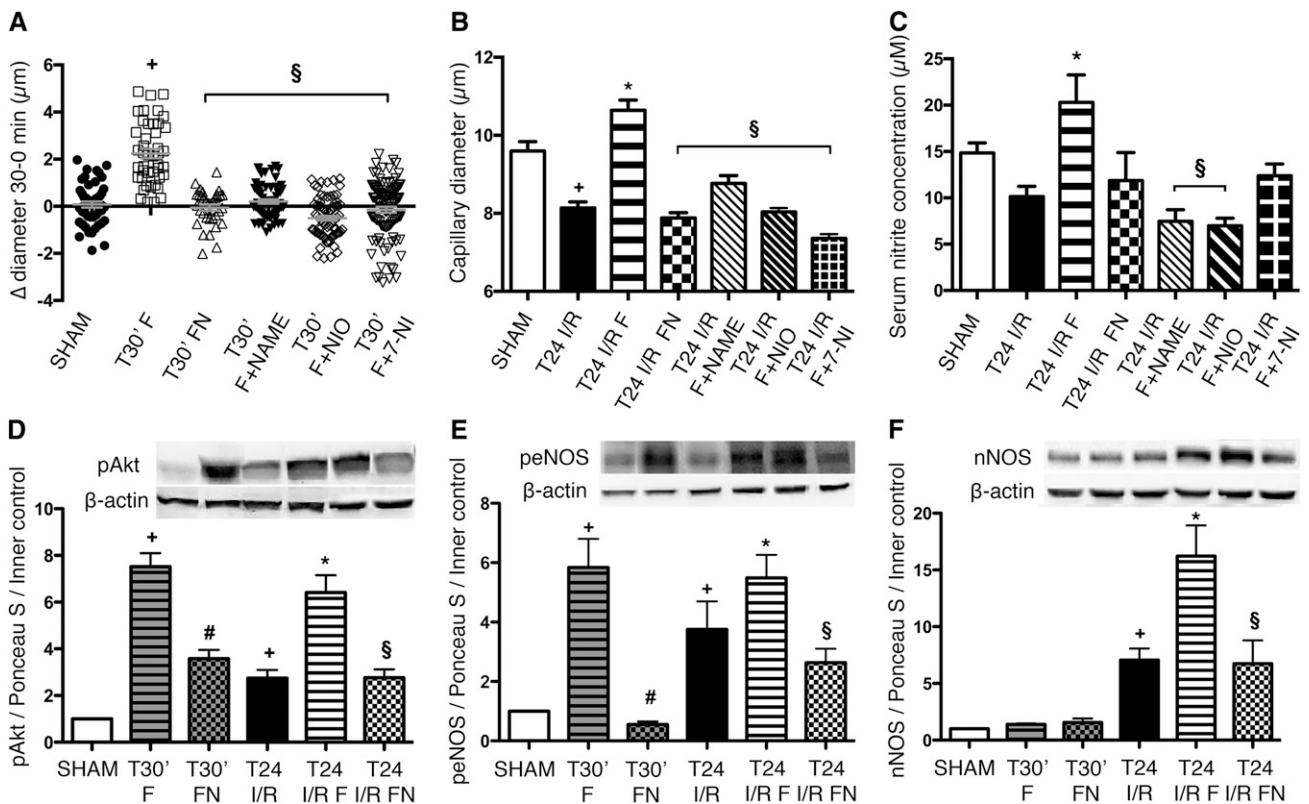 A
Δ diameter 30-0 min (µm)
6
4
2
0
-2
-4
+
§
SHAM
T30’ F
T30’ FN
T30’
F+NAME
T30’
F+NIO
T30’
F+7-NI
B
Capillary diameter (µm)
12
10
8
6
+
*
§
SHAM
T24 I/R
T24 I/R F
T24 I/R FN
T24 I/R
F+NAME
T24 I/R
F+NIO
T24 I/R
F+7-NI
C
Serum nitrite concentration (µM)
25
20
15
10
5
0
*
§
SHAM
T24 I/R
T24 I/R F
T24 I/R FN
T24 I/R
F+NAME
T24 I/R
F+NIO
T24 I/R
F+7-NI
D
pAkt
β-actin
pAkt / Ponceau S / Inner control
10
8
6
4
2
0
+
#
+
*
§
SHAM T30’ T30’ T24 T24 T24
F FN I/R I/R F I/R FN
E
peNOS
β-actin
peNOS / Ponceau S / Inner control
8
6
4
2
0
+
#
+
*
§
SHAM T30’ T30’ T24 T24 T24
F FN I/R I/R F I/R FN
F
nNOS
β-actin
nNOS / Ponceau S / Inner control
20
15
10
5
0
+
*
§
SHAM T30’ T30’ T24 T24 T24
F FN I/R I/R F I/R FN